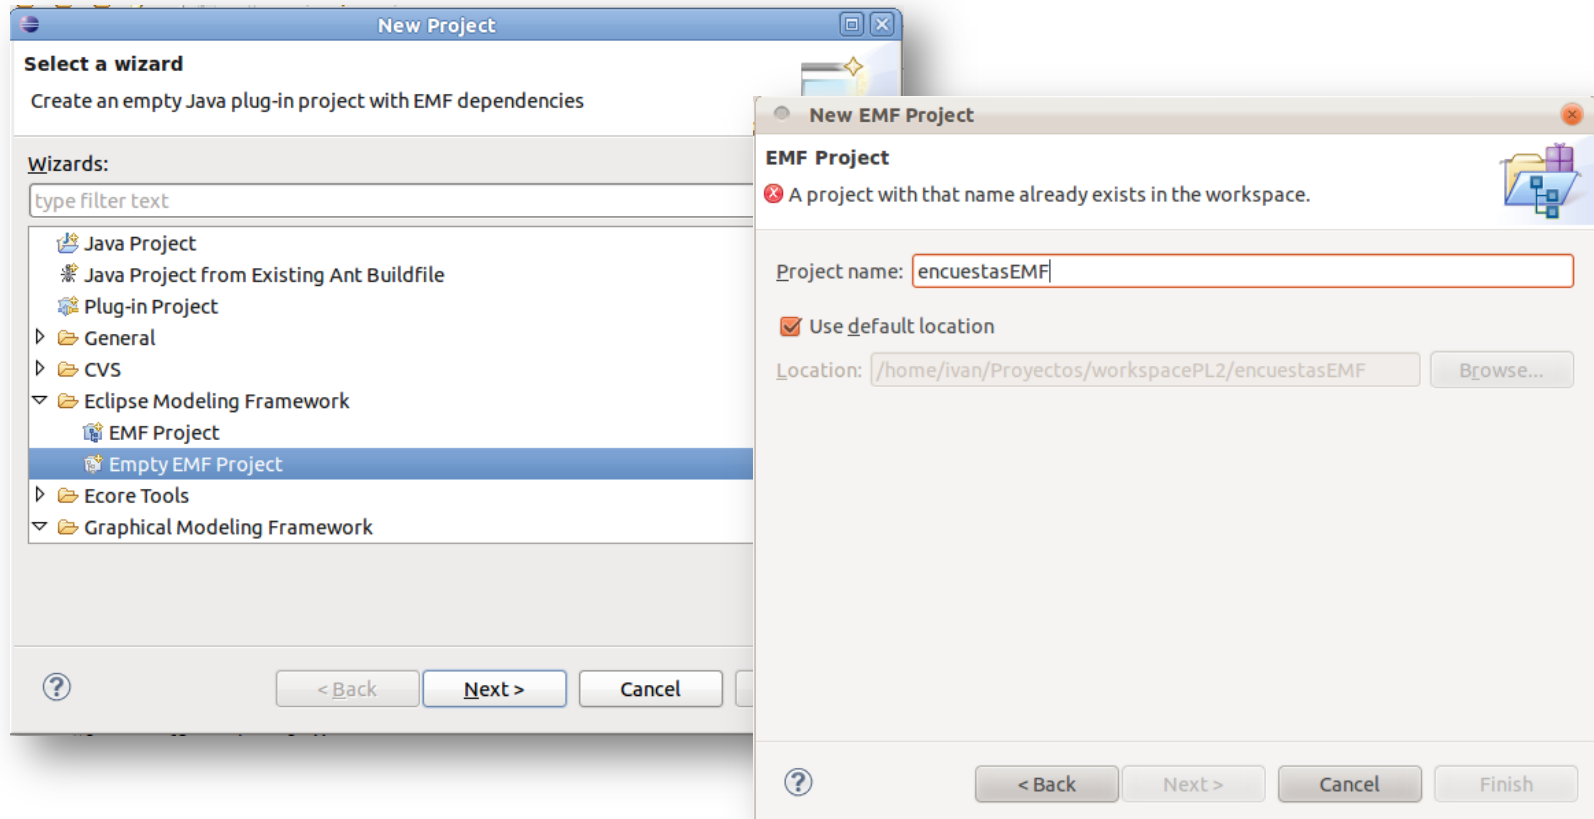 New Project
Select a wizard
Create an empty Java plug-in project with EMF dependencies
Wizards:
type filter text
Java Project
Java Project from Existing Ant Buildfile
Plug-in Project
General
CVS
Eclipse Modeling Framework
EMF Project
Empty EMF Project
Ecore Tools
Graphical Modeling Framework
< Back
Next >
Cancel
New EMF Project
EMF Project
A project with that name already exists in the workspace.
Project name: encuestasEMF
Use default location
Location: /home/ivan/Proyectos/workspacePL2/encuestasEMF Browse...
< Back
Next >
Cancel
Finish